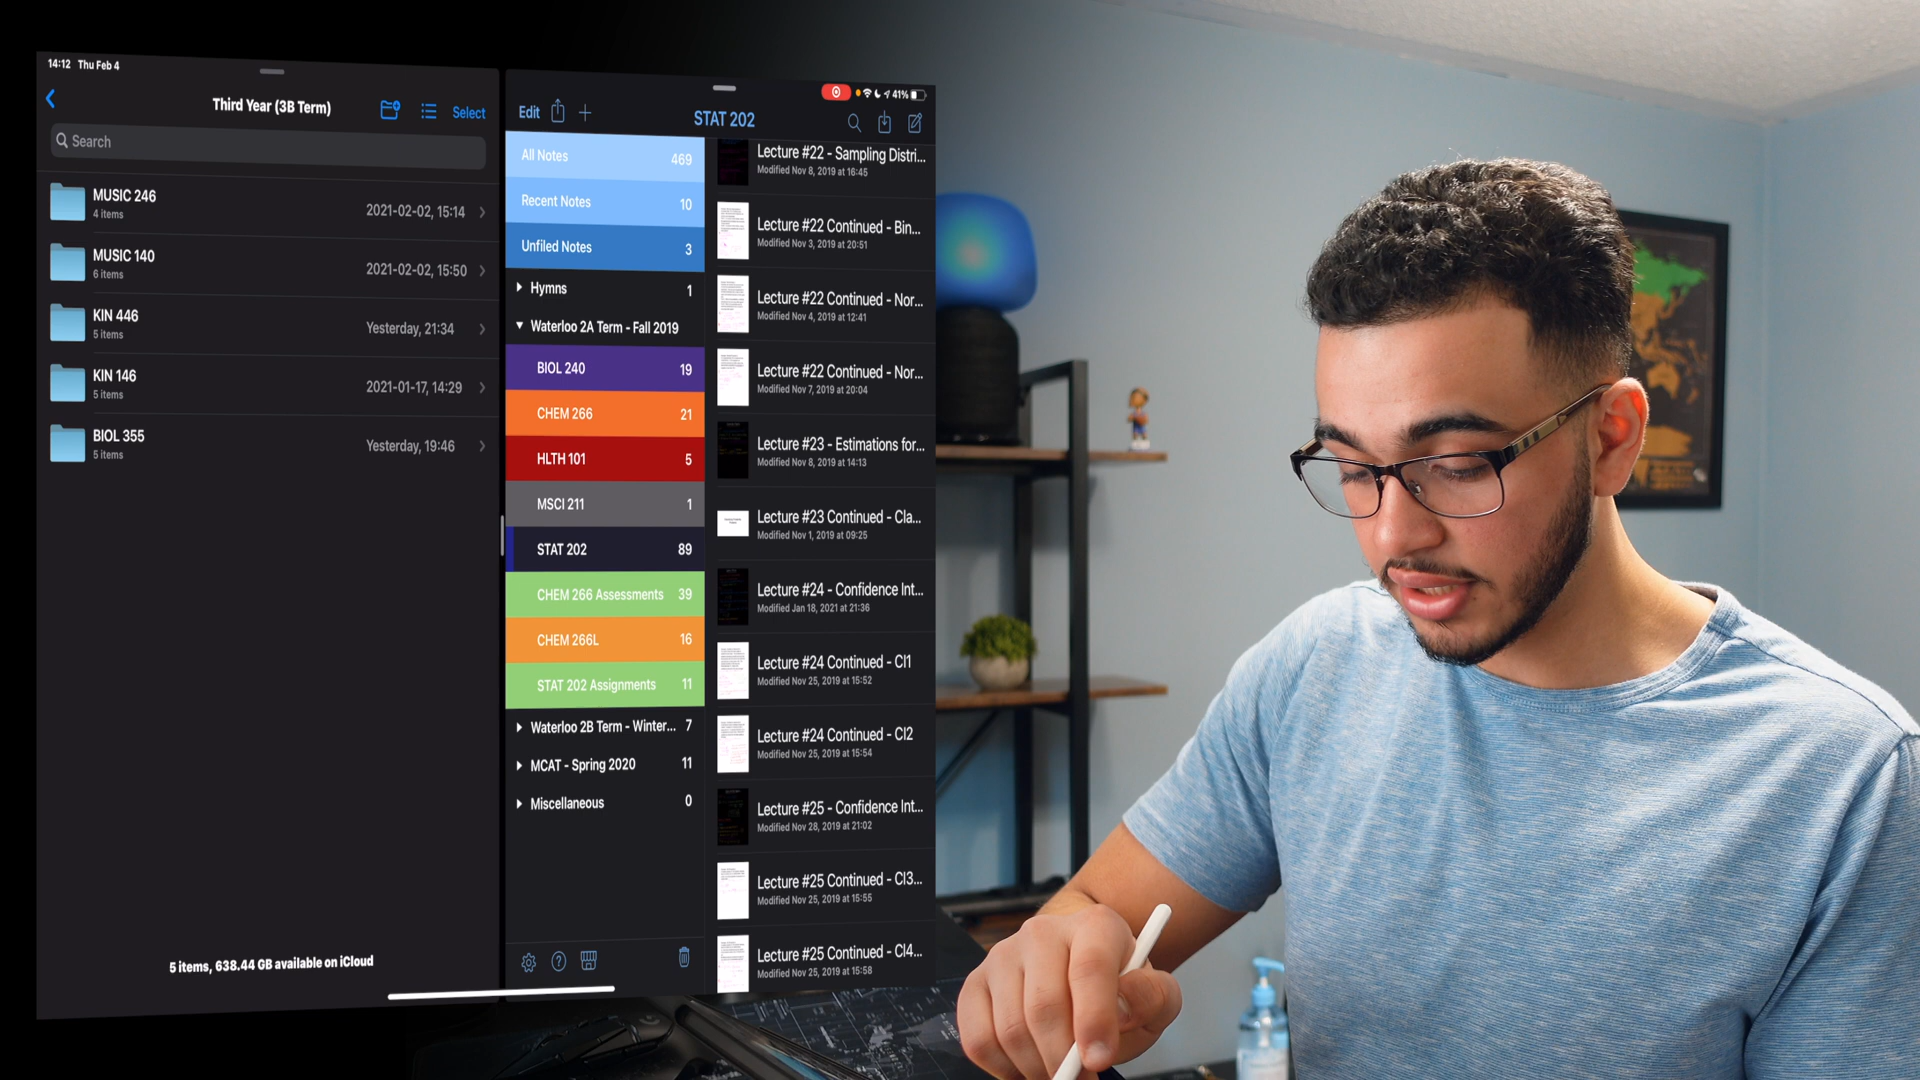 14:12 Thu Feb 4
Third Year (3B Term)
Select
Search
MUSIC 246
4 items
2021-02-02, 15:14
MUSIC 140
6 items
2021-02-02, 15:50
KIN 446
5 items
Yesterday, 21:34
KIN 146
5 items
2021-01-17, 14:29
BIOL 355
5 items
Yesterday, 19:46
5 items, 638.44 GB available on iCloud
41%
Edit
STAT 202
All Notes 469
Recent Notes 10
Unfiled Notes 3
Hymns 1
Waterloo 2A Term - Fall 2019
BIOL 240 19
CHEM 266 21
HLTH 101 5
MSCI 211 1
STAT 202 89
CHEM 266 Assessments 39
CHEM 266L 16
STAT 202 Assignments 11
Waterloo 2B Term - Winter... 7
MCAT - Spring 2020 11
Miscellaneous 0
Lecture #22 - Sampling Distri...
Modified Nov 8, 2019 at 16:45
Lecture #22 Continued - Bin...
Modified Nov 3, 2019 at 20:51
Lecture #22 Continued - Nor...
Modified Nov 4, 2019 at 12:41
Lecture #22 Continued - Nor...
Modified Nov 7, 2019 at 20:04
Lecture #23 - Estimations for...
Modified Nov 8, 2019 at 14:13
Lecture #23 Continued - Cla...
Modified Nov 1, 2019 at 09:25
Lecture #24 - Confidence Int...
Modified Jan 18, 2021 at 21:36
Lecture #24 Continued - CI1
Modified Nov 25, 2019 at 15:52
Lecture #24 Continued - CI2
Modified Nov 25, 2019 at 15:54
Lecture #25 - Confidence Int...
Modified Nov 28, 2019 at 21:02
Lecture #25 Continued - CI3...
Modified Nov 25, 2019 at 15:55
Lecture #25 Continued - CI4...
Modified Nov 25, 2019 at 15:58